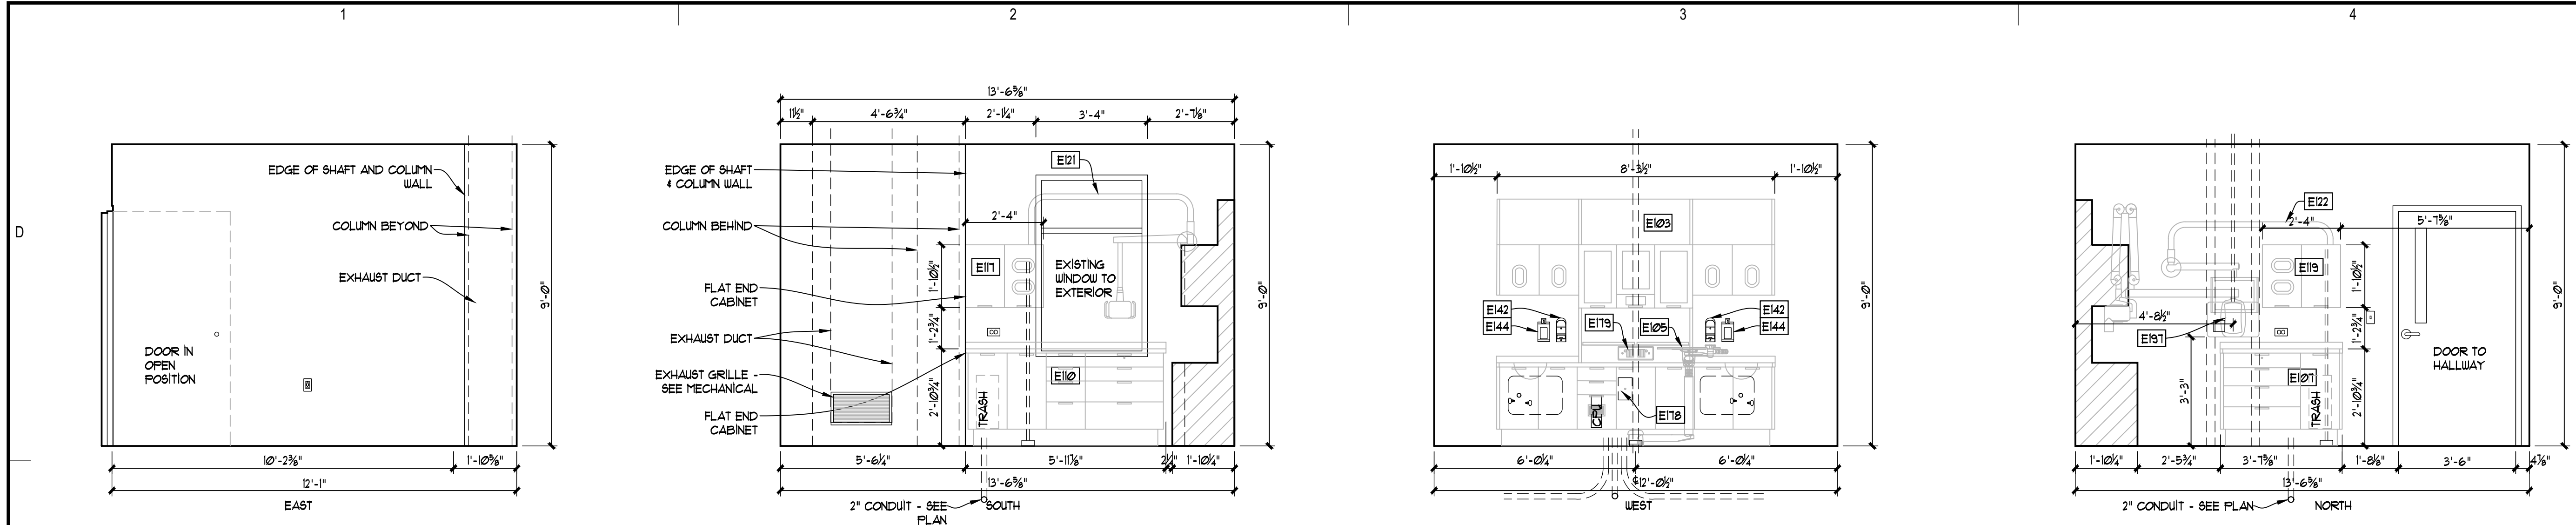 1
2
3
4
D
EDGE OF SHAFT AND COLUMN
WALL
COLUMN BEYOND
EXHAUST DUCT
DOOR IN
OPEN
POSITION
9'-0"
10'-2⅜"
1'-10⅝"
12'-1"
EAST
13'-6⅝"
11½"
4'-6¾"
2'-1¼"
3'-4"
2'-7⅛"
EDGE OF SHAFT
& COLUMN WALL
COLUMN BEHIND
FLAT END
CABINET
EXHAUST DUCT
EXHAUST GRILLE -
SEE MECHANICAL
FLAT END
CABINET
E121
2'-4"
E117
EXISTING
WINDOW TO
EXTERIOR
1'-10½"
1'-2¾"
2'-10¾"
E110
TRASH
9'-0"
5'-6¼"
5'-11⅞"
2¼"
1'-10¼"
13'-6⅝"
2" CONDUIT - SEE
PLAN
SOUTH
1'-10½"
8'-3½"
1'-10½"
E103
E142
E144
E179
E105
E142
E144
CPU
E178
9'-0"
6'-0¼"
6'-0¼"
12'-0½"
WEST
E122
2'-4"
5'-7⅝"
E119
1'-10½"
1'-2¾"
2'-10¾"
4'-8½"
E197
3'-3"
E107
TRASH
DOOR TO
HALLWAY
9'-0"
1'-10¼"
2'-5¾"
3'-7⅝"
1'-8⅛"
3'-6"
4⅞"
13'-6⅝"
2" CONDUIT - SEE PLAN
NORTH